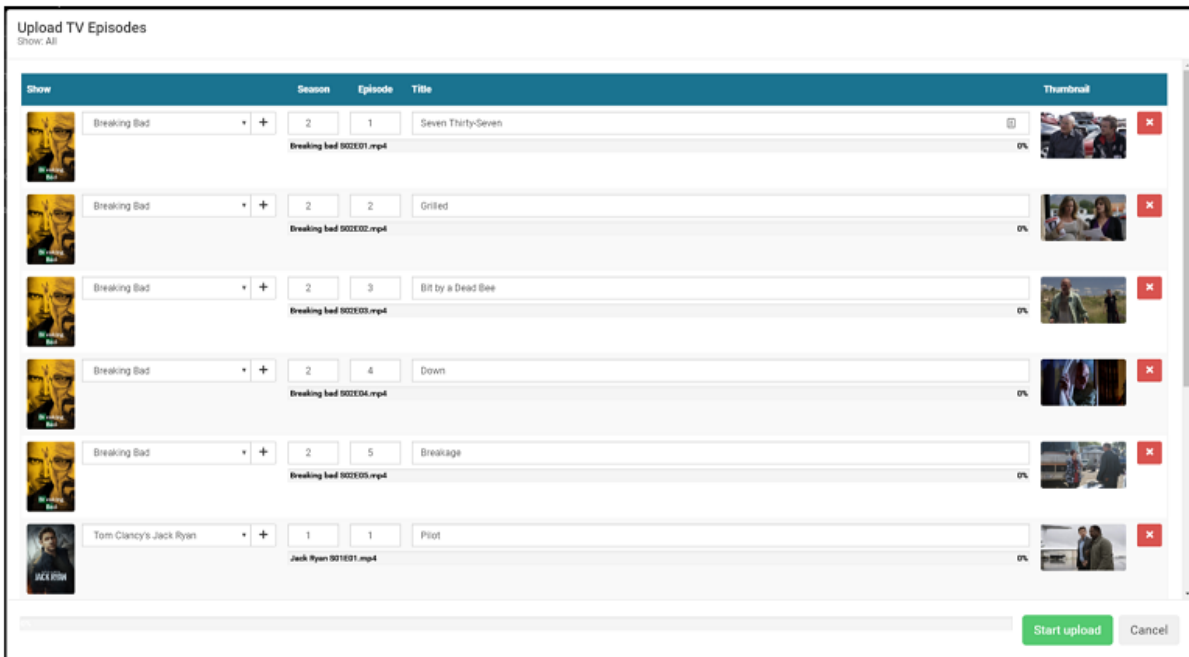 Upload TV Episodes
Show: All
Show Season Episode Title Thumbnail
Breaking Bad + 2 1 Seven Thirty-Seven
Breaking bad S02E01.mp4 0%
Breaking Bad + 2 2 Grilled
Breaking bad S02E02.mp4 0%
Breaking Bad + 2 3 Bit by a Dead Bee
Breaking bad S02E03.mp4 0%
Breaking Bad + 2 4 Down
Breaking bad S02E04.mp4 0%
Breaking Bad + 2 5 Breakage
Breaking bad S02E05.mp4 0%
Tom Clancy's Jack Ryan + 1 1 Pilot
Jack Ryan S01E01.mp4 0%
JACK RYAN
Start upload Cancel